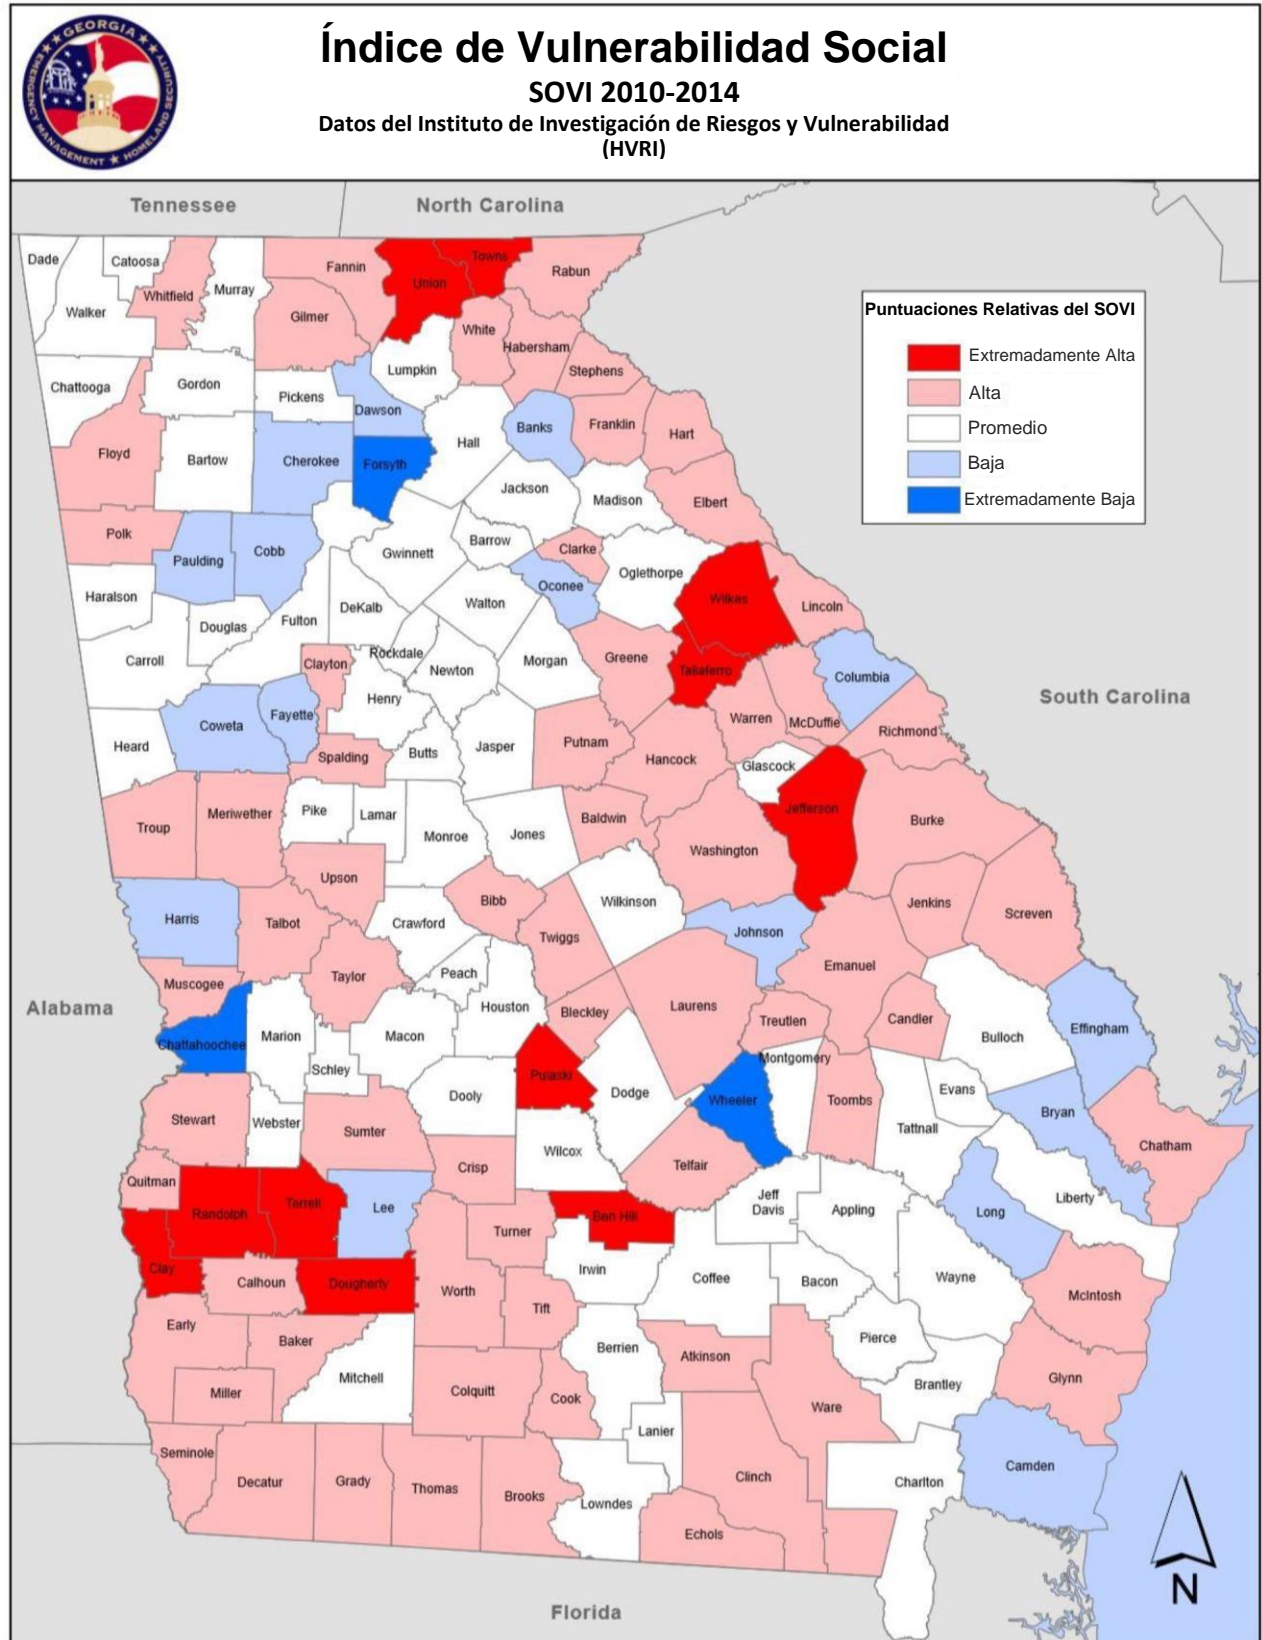 GEORGIA
EMERGENCY MANAGEMENT ★ HOMELAND SECURITY
Índice de Vulnerabilidad Social
SOVI 2010-2014
Datos del Instituto de Investigación de Riesgos y Vulnerabilidad
(HVRI)
Tennessee
North Carolina
Dade
Catoosa
Whitfield
Murray
Fannin
Union
Towns
Rabun
Walker
Gilmer
White
Habersham
Stephens
Puntuaciones Relativas del SOVI
Extremadamente Alta
Alta
Promedio
Baja
Extremadamente Baja
Chattooga
Gordon
Pickens
Lumpkin
Dawson
Banks
Franklin
Hart
Floyd
Bartow
Cherokee
Forsyth
Hall
Jackson
Madison
Elbert
Polk
Paulding
Cobb
Gwinnett
Barrow
Clarke
Oconee
Oglethorpe
Wilkes
Lincoln
Haralson
Douglas
Fulton
DeKalb
Walton
Carroll
Clayton
Rockdale
Newton
Morgan
Greene
Taliaferro
Columbia
South Carolina
Heard
Coweta
Fayette
Henry
Spalding
Butts
Jasper
Putnam
Hancock
Warren
McDuffie
Richmond
Glascock
Troup
Meriwether
Pike
Lamar
Monroe
Jones
Baldwin
Washington
Jefferson
Burke
Upson
Bibb
Wilkinson
Jenkins
Screven
Harris
Talbot
Crawford
Twiggs
Johnson
Emanuel
Muscogee
Taylor
Peach
Houston
Bleckley
Laurens
Treutlen
Candler
Bulloch
Effingham
Alabama
Chattahoochee
Marion
Schley
Macon
Pulaski
Dodge
Wheeler
Montgomery
Toombs
Evans
Tattnall
Bryan
Chatham
Stewart
Webster
Sumter
Dooly
Crisp
Wilcox
Telfair
Quitman
Randolph
Terrell
Lee
Turner
Ben Hill
Jeff
Davis
Appling
Long
Liberty
Clay
Calhoun
Dougherty
Worth
Irwin
Coffee
Bacon
Wayne
McIntosh
Early
Baker
Tift
Berrien
Atkinson
Pierce
Brantley
Glynn
Miller
Mitchell
Colquitt
Cook
Lanier
Ware
Seminole
Decatur
Grady
Thomas
Brooks
Lowndes
Clinch
Echols
Charlton
Camden
Florida
N